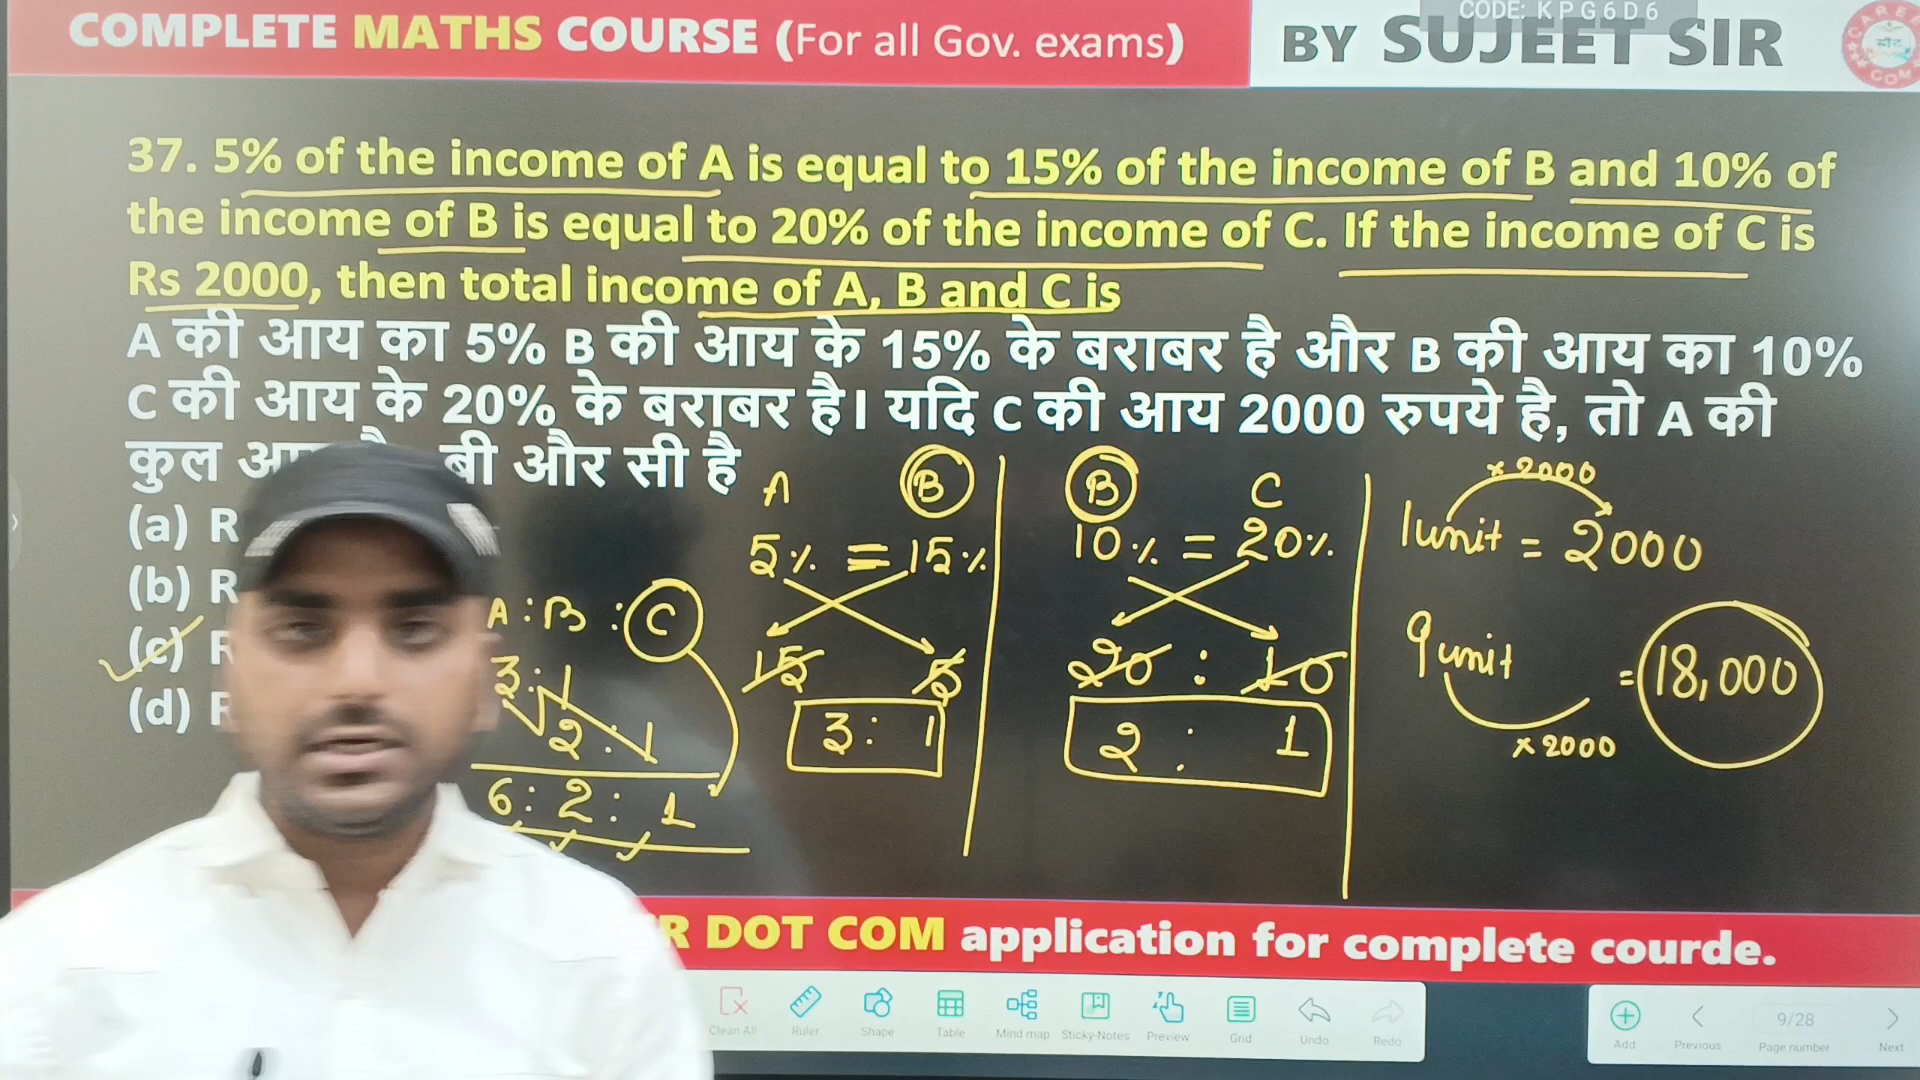 CODE: K P G 6 D 6
COMPLETE MATHS COURSE (For all Gov. exams)
BY SUJEET SIR
37. 5% of the income of A is equal to 15% of the income of B and 10% of
the income of B is equal to 20% of the income of C. If the income of C is
Rs 2000, then total income of A, B and C is
A की आय का 5% B की आय के 15% के बराबर है और B की आय का 10%
C की आय के 20% के बराबर है। यदि C की आय 2000 रुपये है, तो A की
कुल बी और सी है
(a) R
(b) R
(c) R
(d)
A : B : C
3 : 1
2 : 1
6 : 2 : 1
A B
5% = 15%
15 5
3 : 1
B C
10% = 20%
20 : 10
2 : 1
× 2000
1 unit = 2000
9 unit = 18,000
× 2000
R DOT COM application for complete courde.
Clean All Ruler Shape Table Mind map Sticky-Notes Preview Grid Undo Redo
Add Previous 9/28 Page number Next